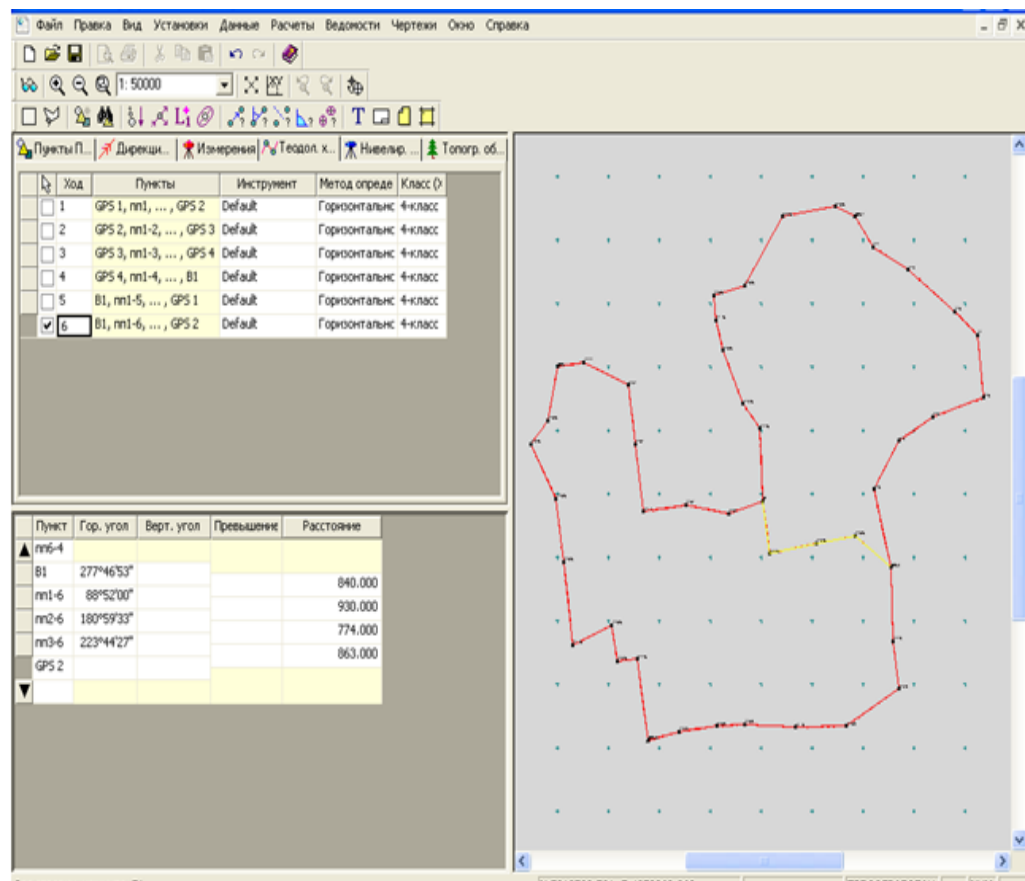 Файл Правка Вид Установки Данные Расчеты Ведомости Чертежи Окно Справка
1: 50000
Пункты П... Дирекци... Измерения Теодол. х... Нивелир. ... Топогр. об...
Ход Пункты Инструмент Метод опреде Класс (Х
1 GPS 1, пп1, ... , GPS 2 Default Горизонтальнс 4-класс
2 GPS 2, пп1-2, ... , GPS 3 Default Горизонтальнс 4-класс
3 GPS 3, пп1-3, ... , GPS 4 Default Горизонтальнс 4-класс
4 GPS 4, пп1-4, ... , B1 Default Горизонтальнс 4-класс
5 B1, пп1-5, ... , GPS 1 Default Горизонтальнс 4-класс
6 B1, пп1-6, ... , GPS 2 Default Горизонтальнс 4-класс
Пункт Гор. угол Верт. угол Превышение Расстояние
пп6-4
B1 277°46'53"
840.000
пп1-6 88°52'00"
930.000
пп2-6 180°59'33"
774.000
пп3-6 223°44'27"
863.000
GPS 2